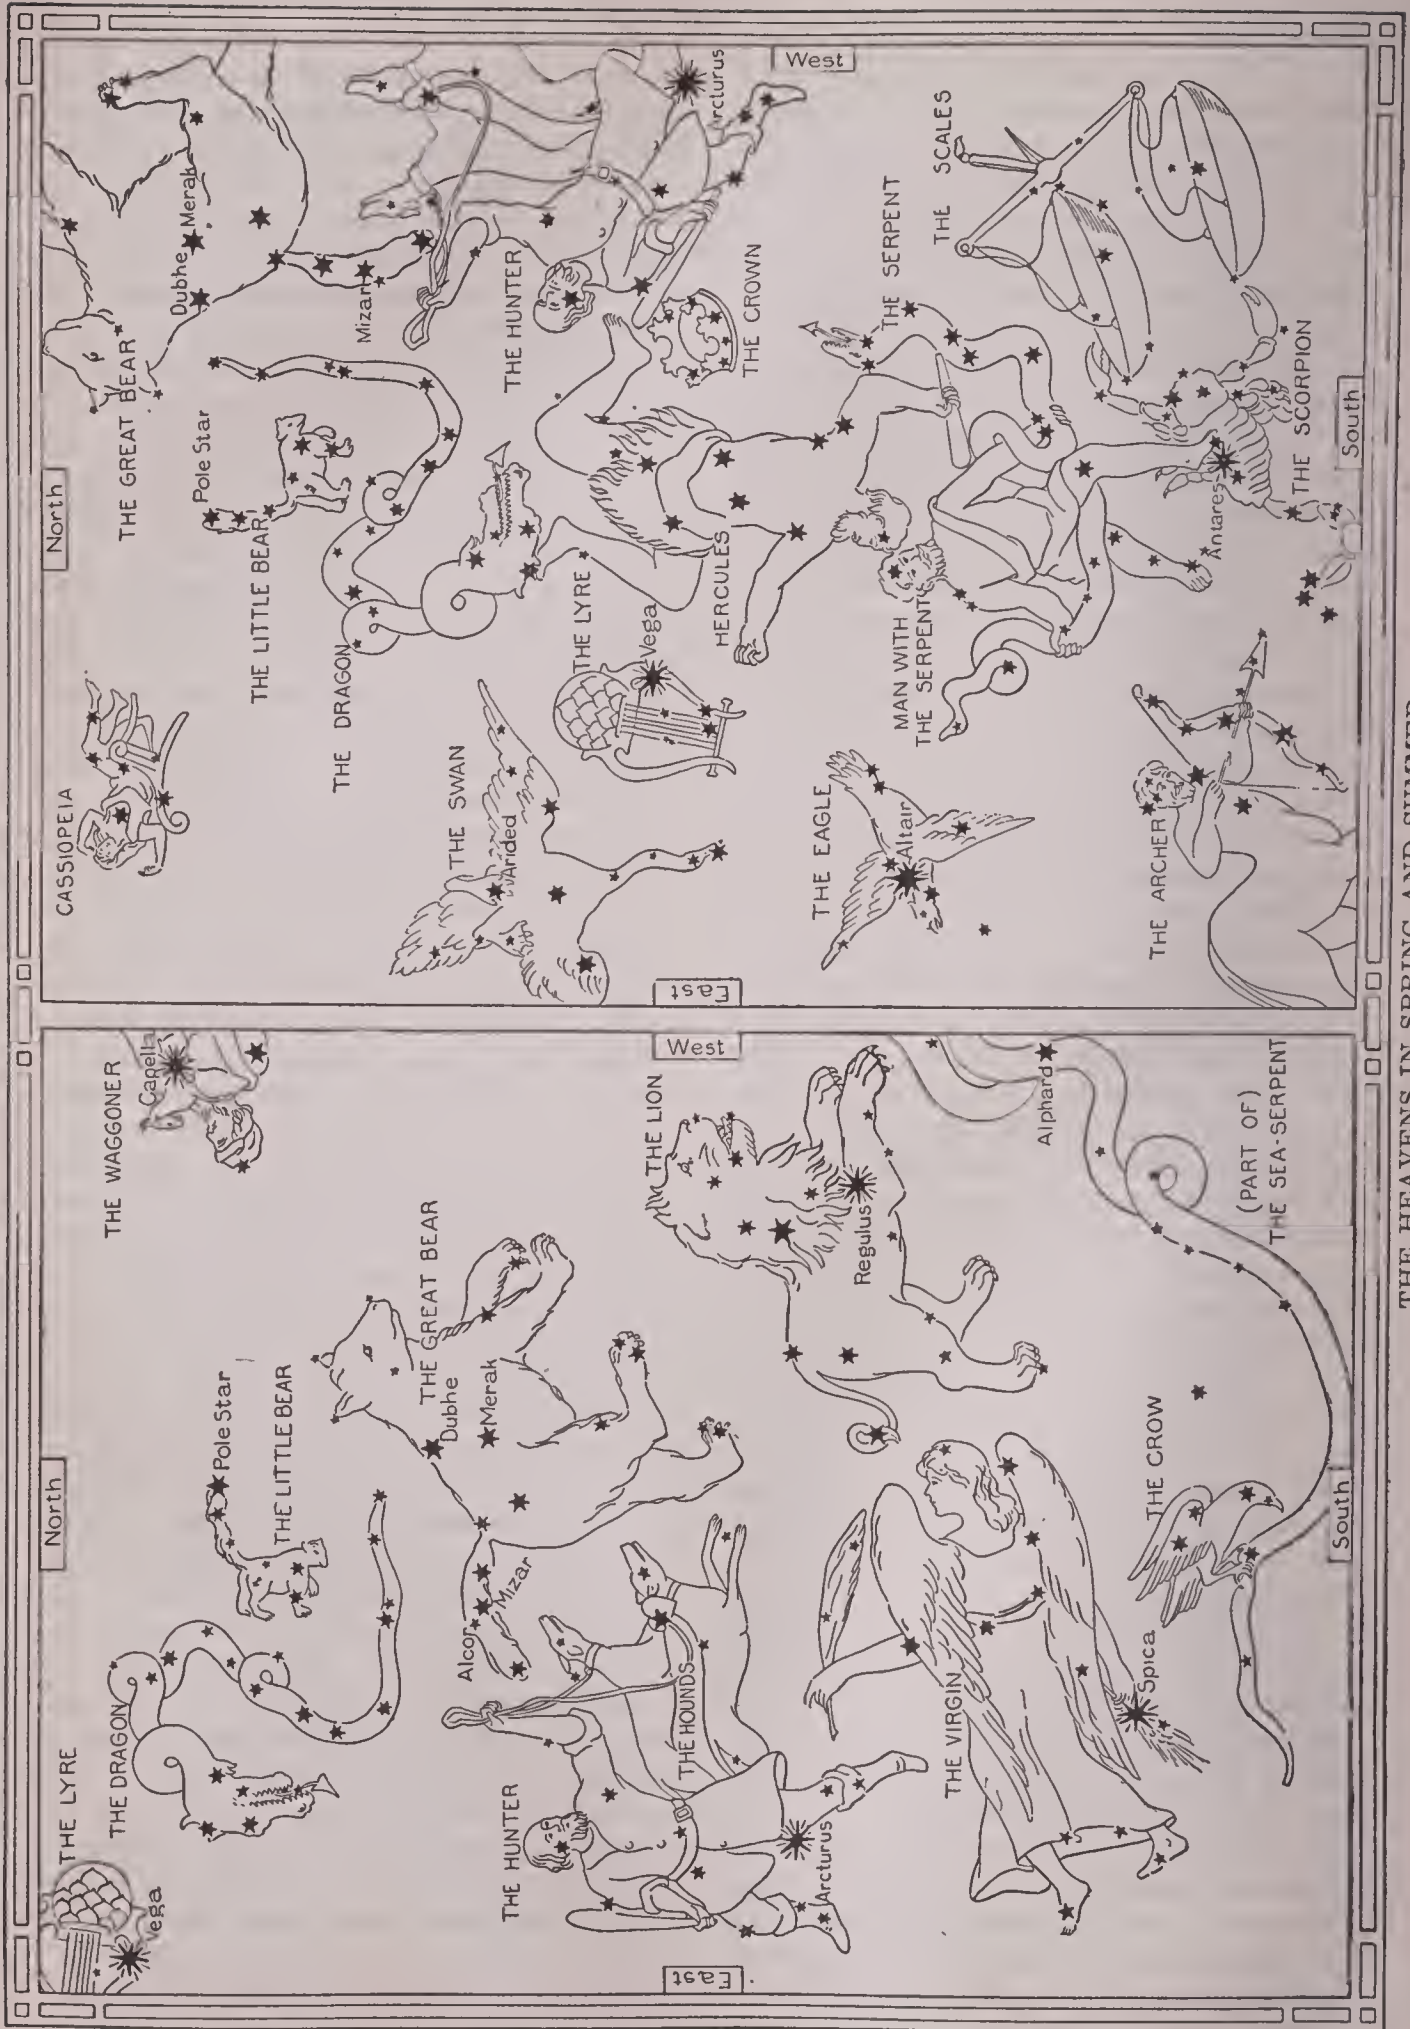 North
THE LYRE
Vega
THE DRAGON
Pole Star
THE LITTLE BEAR
THE WAGGONER
Capella
THE GREAT BEAR
Dubhe
Merak
Alcor
Mizar
THE HUNTER
THE HOUNDS
Arcturus
THE LION
Regulus
East
West
THE VIRGIN
Spica
THE CROW
Alphard
(PART OF)
THE SEA-SERPENT
South
North
CASSIOPEIA
THE GREAT BEAR
Dubhe
Merak
Pole Star
THE LITTLE BEAR
THE DRAGON
Mizar
THE SWAN
Arided
THE HUNTER
THE LYRE
Vega
Arcturus
HERCULES
THE CROWN
East
West
THE EAGLE
Altair
MAN WITH
THE SERPENT
THE SERPENT
THE SCALES
THE ARCHER
Antares
THE SCORPION
South
THE HEAVENS IN SPRING AND SUMMER